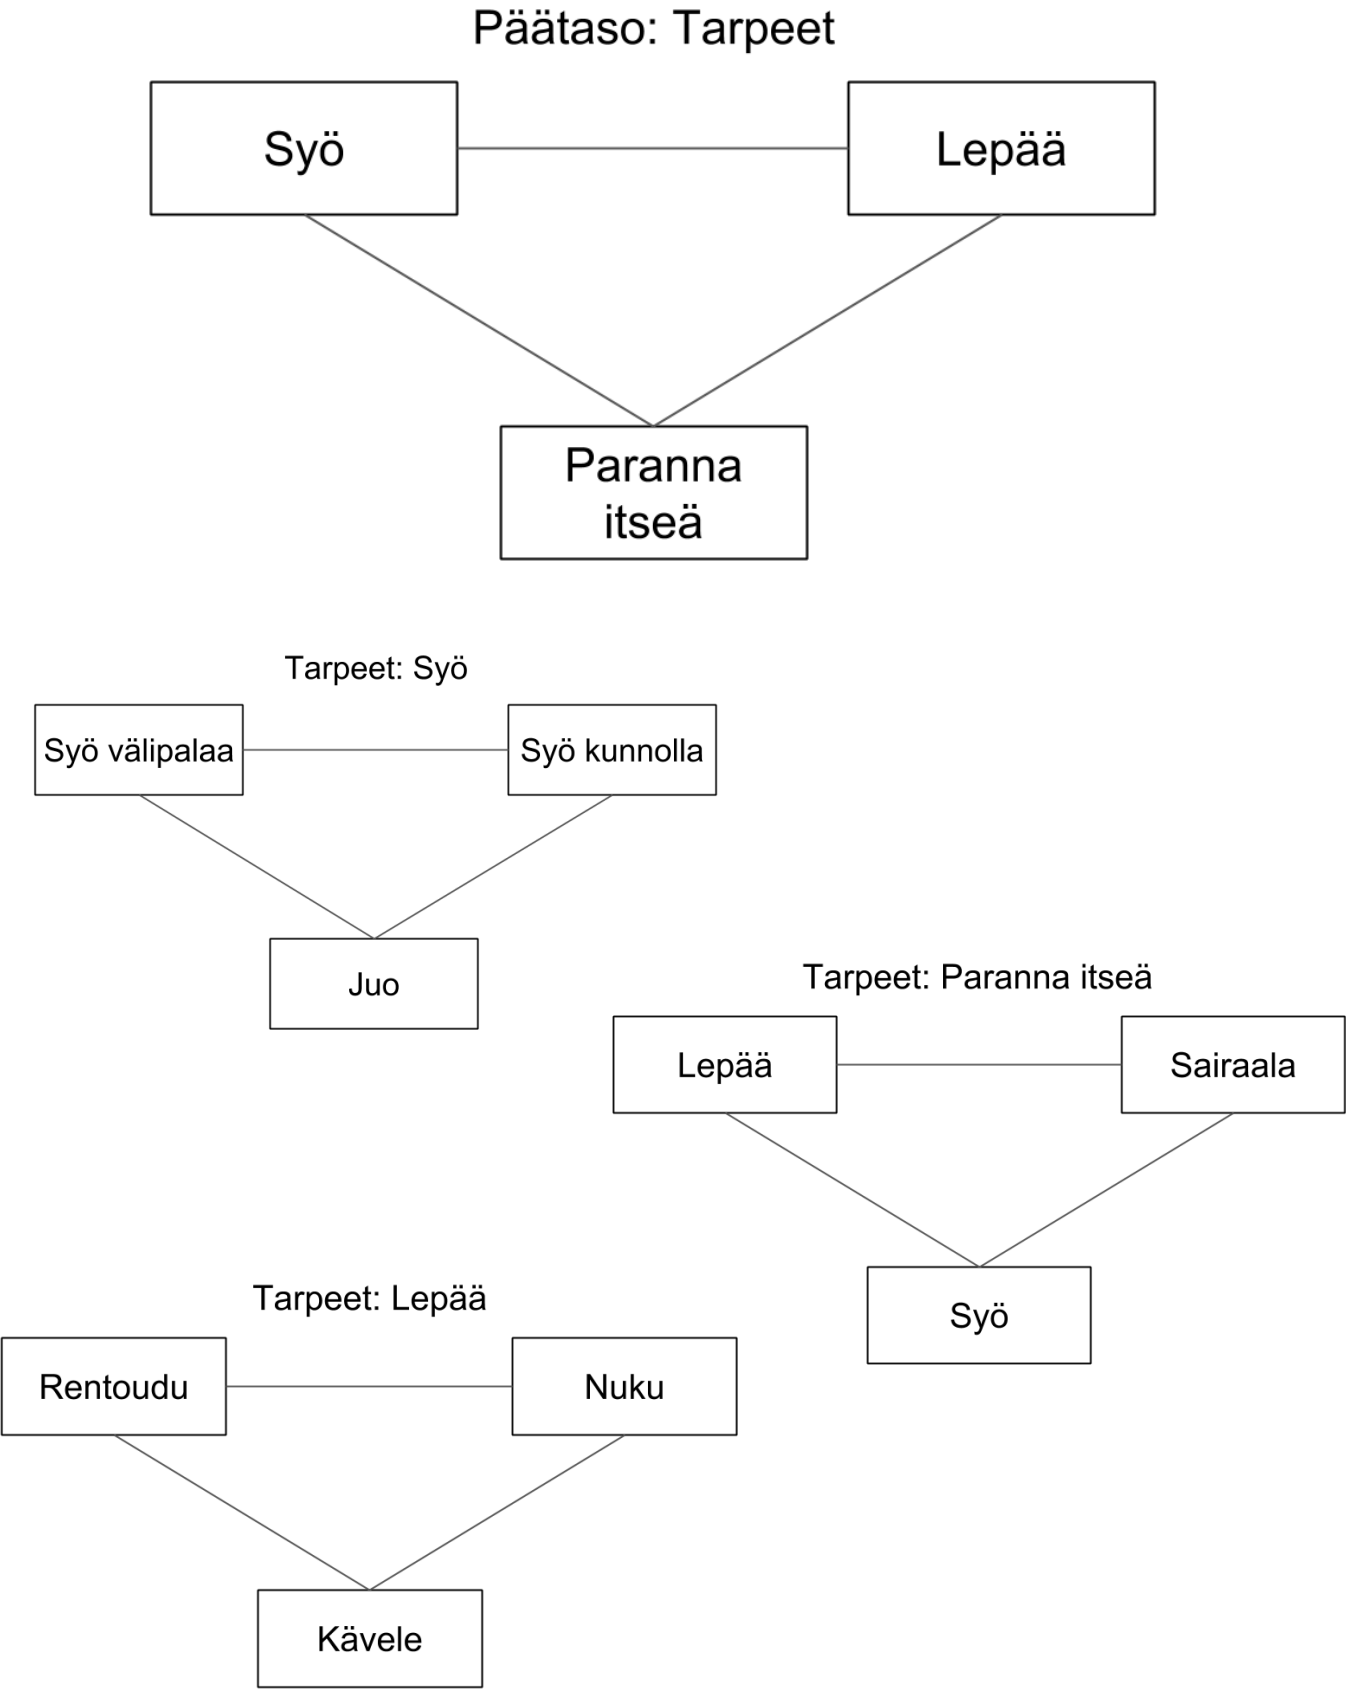 Päätaso: Tarpeet
Syö
Lepää
Paranna
itseä
Tarpeet: Syö
Syö välipalaa
Syö kunnolla
Juo
Tarpeet: Paranna itseä
Lepää
Sairaala
Syö
Tarpeet: Lepää
Rentoudu
Nuku
Kävele